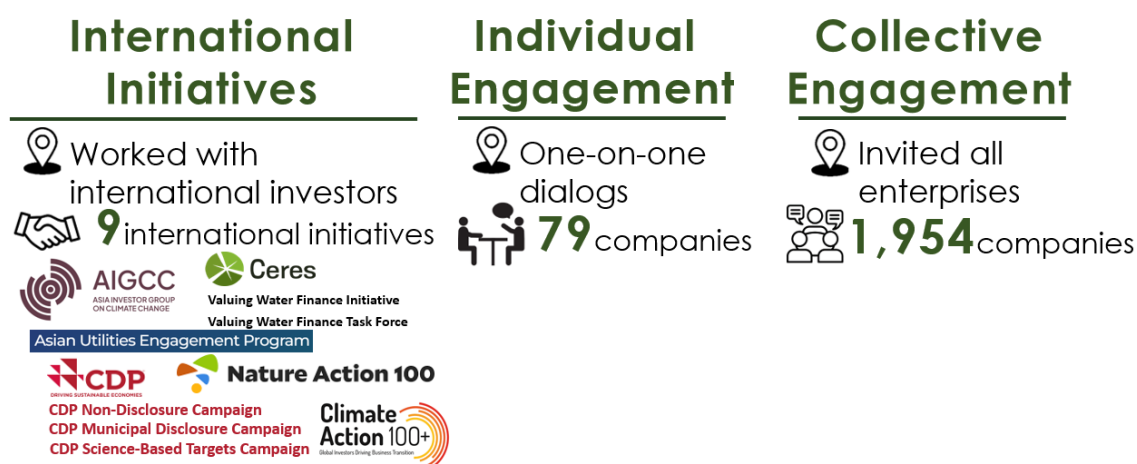 International
Initiatives
Worked with
international investors
9 international initiatives
AIGCC
ASIA INVESTOR GROUP
ON CLIMATE CHANGE
Ceres
Valuing Water Finance Initiative
Valuing Water Finance Task Force
Asian Utilities Engagement Program
CDP
DRIVING SUSTAINABLE ECONOMIES
Nature Action 100
CDP Non-Disclosure Campaign
CDP Municipal Disclosure Campaign
CDP Science-Based Targets Campaign
Climate
Action 100+
Global Investors Driving Business Transition
Individual
Engagement
One-on-one
dialogs
79 companies
Collective
Engagement
Invited all
enterprises
1,954 companies